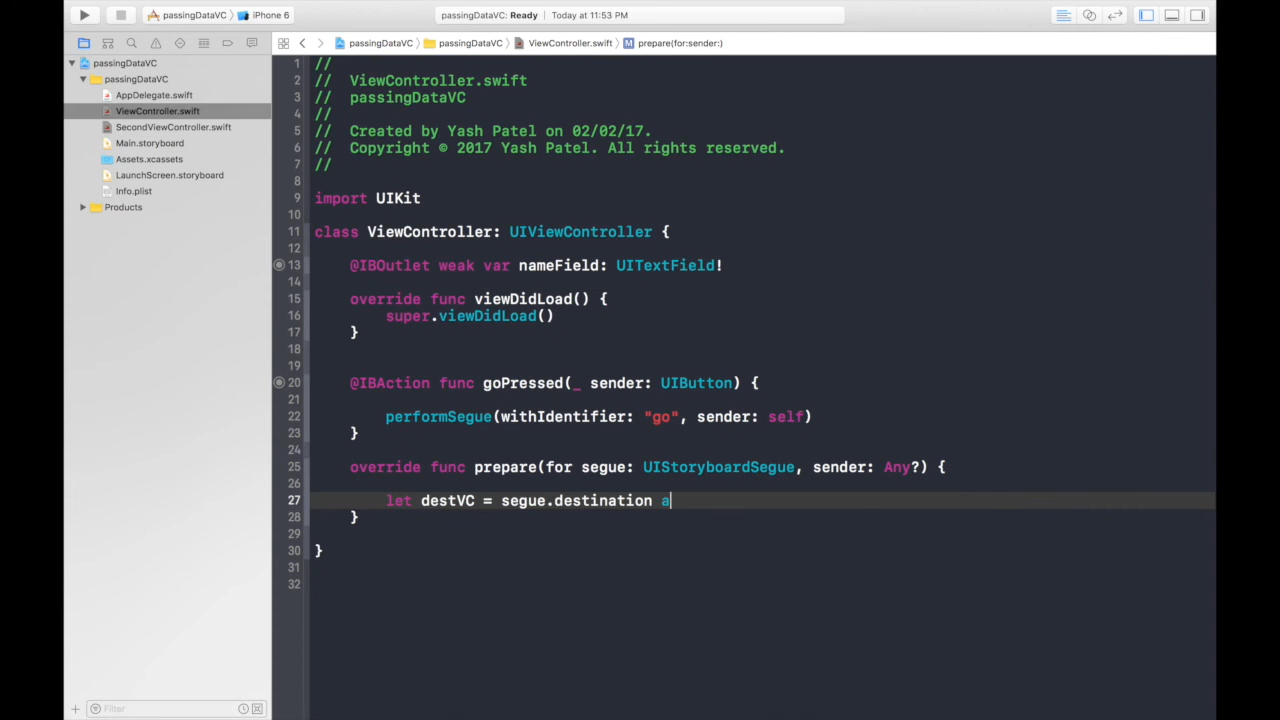 passingDataVC
iPhone 6
passingDataVC: Ready
Today at 11:53 PM
passingDataVC
passingDataVC
ViewController.swift
M
prepare(for:sender:)
passingDataVC
passingDataVC
AppDelegate.swift
ViewController.swift
SecondViewController.swift
Main.storyboard
Assets.xcassets
LaunchScreen.storyboard
Info.plist
Products
Filter
1 //
2 //  ViewController.swift
3 //  passingDataVC
4 //
5 //  Created by Yash Patel on 02/02/17.
6 //  Copyright © 2017 Yash Patel. All rights reserved.
7 //
8
9 import UIKit
10
11 class ViewController: UIViewController {
12
13     @IBOutlet weak var nameField: UITextField!
14
15     override func viewDidLoad() {
16         super.viewDidLoad()
17     }
18
19
20     @IBAction func goPressed(_ sender: UIButton) {
21
22         performSegue(withIdentifier: "go", sender: self)
23     }
24
25     override func prepare(for segue: UIStoryboardSegue, sender: Any?) {
26
27         let destVC = segue.destination a
28     }
29
30 }
31
32